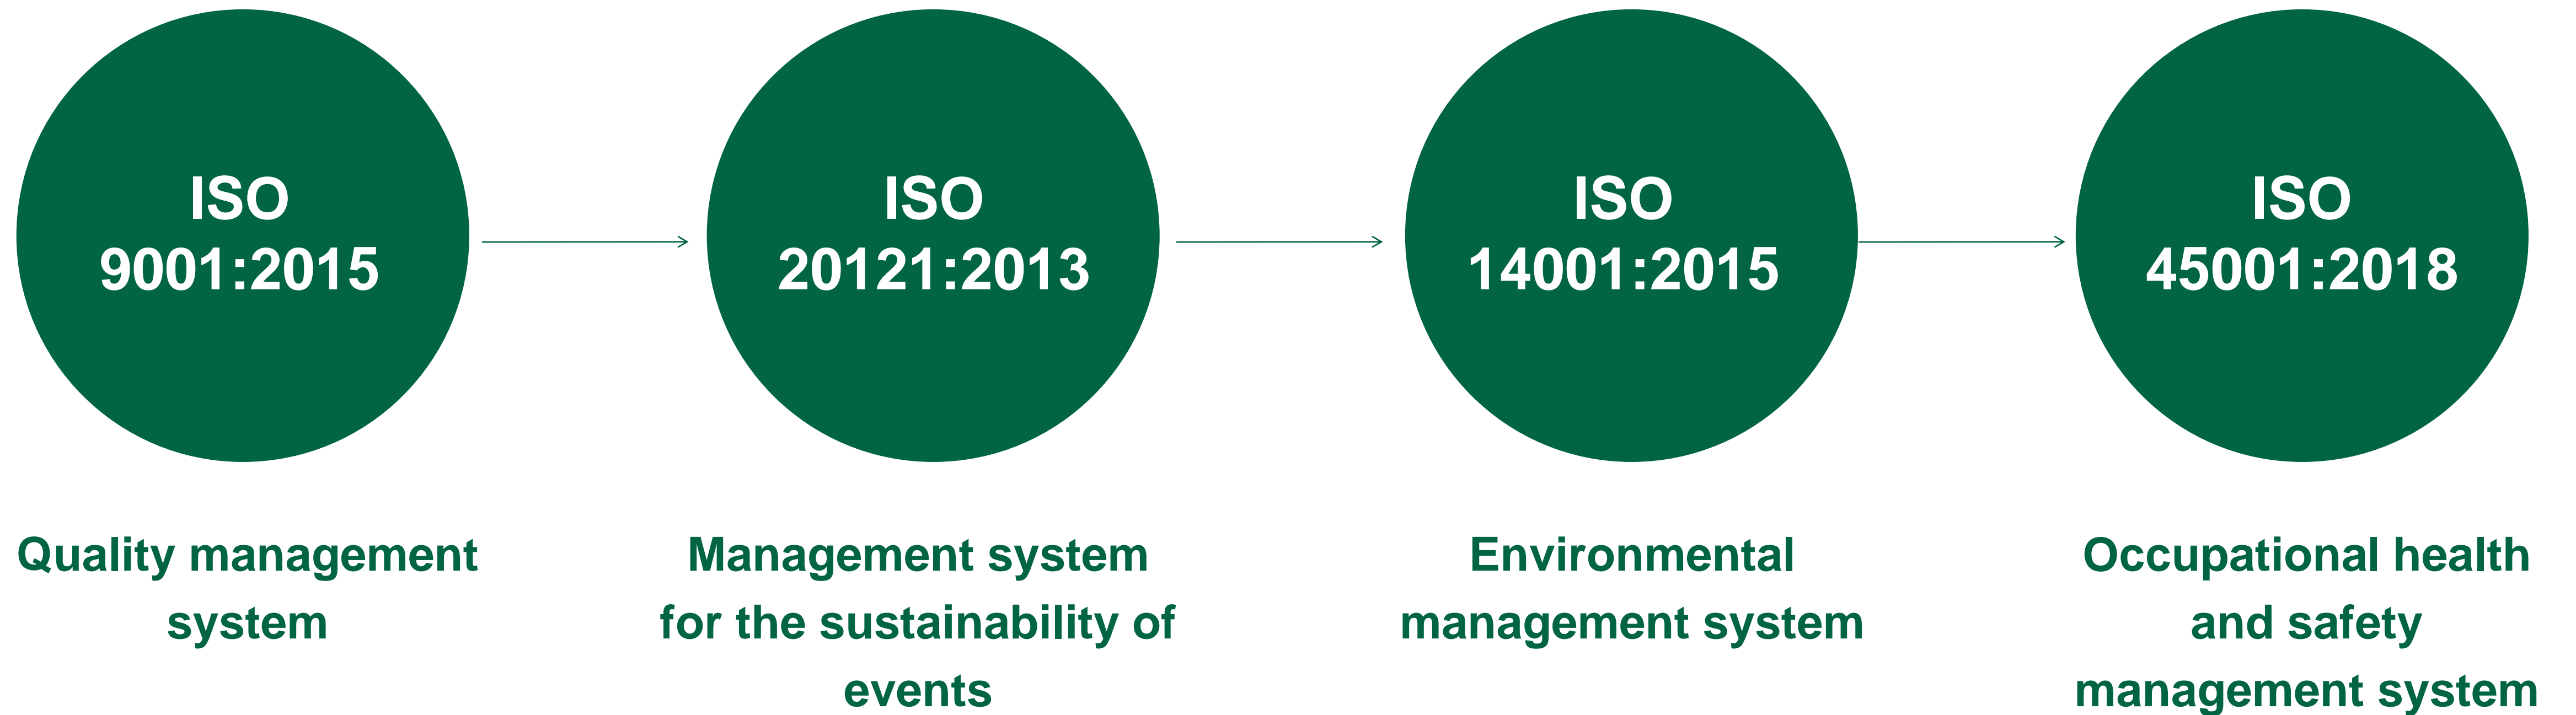 ISO
9001:2015
ISO
20121:2013
ISO
14001:2015
ISO
45001:2018
Quality management
system
Management system
for the sustainability of
events
Environmental
management system
Occupational health
and safety
management system